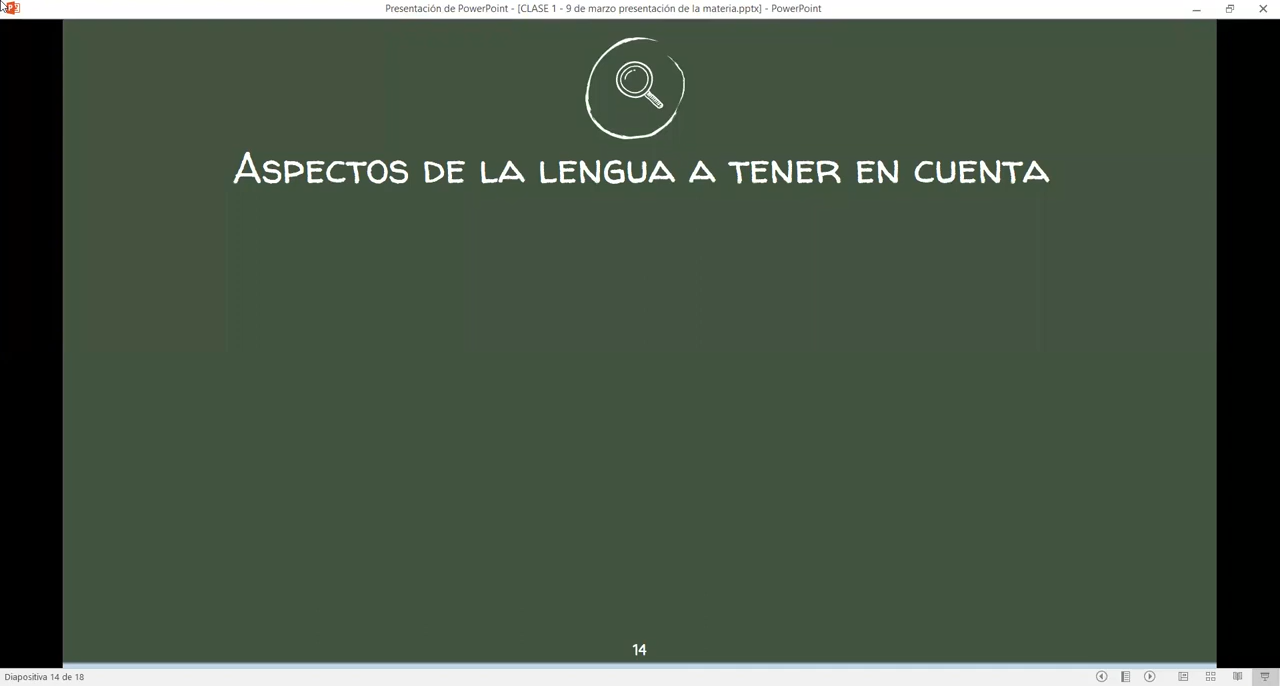 Presentación de PowerPoint - [CLASE 1 - 9 de marzo presentación de la materia.pptx] - PowerPoint
ASPECTOS DE LA LENGUA A TENER EN CUENTA
14
Diapositiva 14 de 18